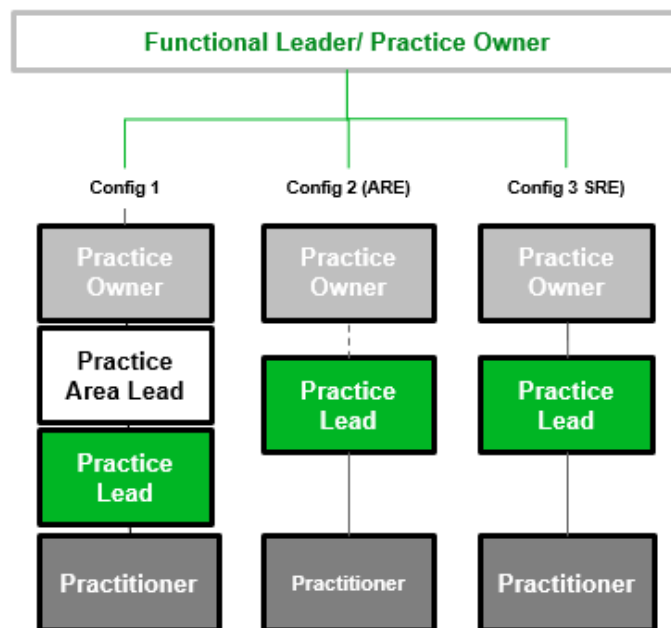 Functional Leader/ Practice Owner
Config 1
Config 2 (ARE)
Config 3 SRE)
Practice
Owner
Practice
Owner
Practice
Owner
Practice
Area Lead
Practice
Lead
Practice
Lead
Practice
Lead
Practitioner
Practitioner
Practitioner